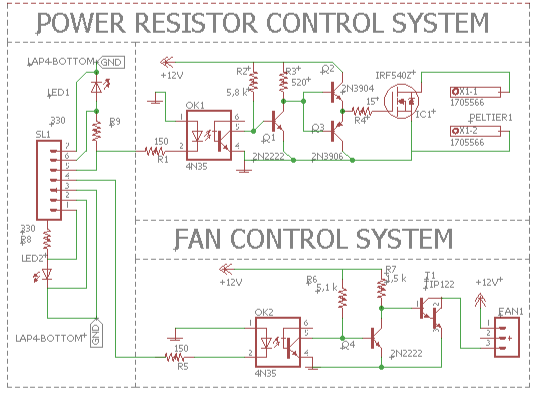 POWER RESISTOR CONTROL SYSTEM
LAP4-BOTTOM
GND
LED1
330
R9
SL1
7
6
5
4
3
2
1
330
R8
LED2
LAP4-BOTTOM
GND
+12V
R2
5,8 k
R3
520
Q2
2N3904
IRF540Z
X1-1
1705566
PELTIER1
X1-2
1705566
OK1
150
R1
4N35
1
2
6
5
4
Q1
2N2222
Q3
2N3906
15
R4
IC1
FAN CONTROL SYSTEM
+12V
R6
5,1 k
R7
1,5 k
T1
TIP122
+12V
FAN1
1
2
3
OK2
150
R5
4N35
1
2
6
5
4
Q4
2N2222